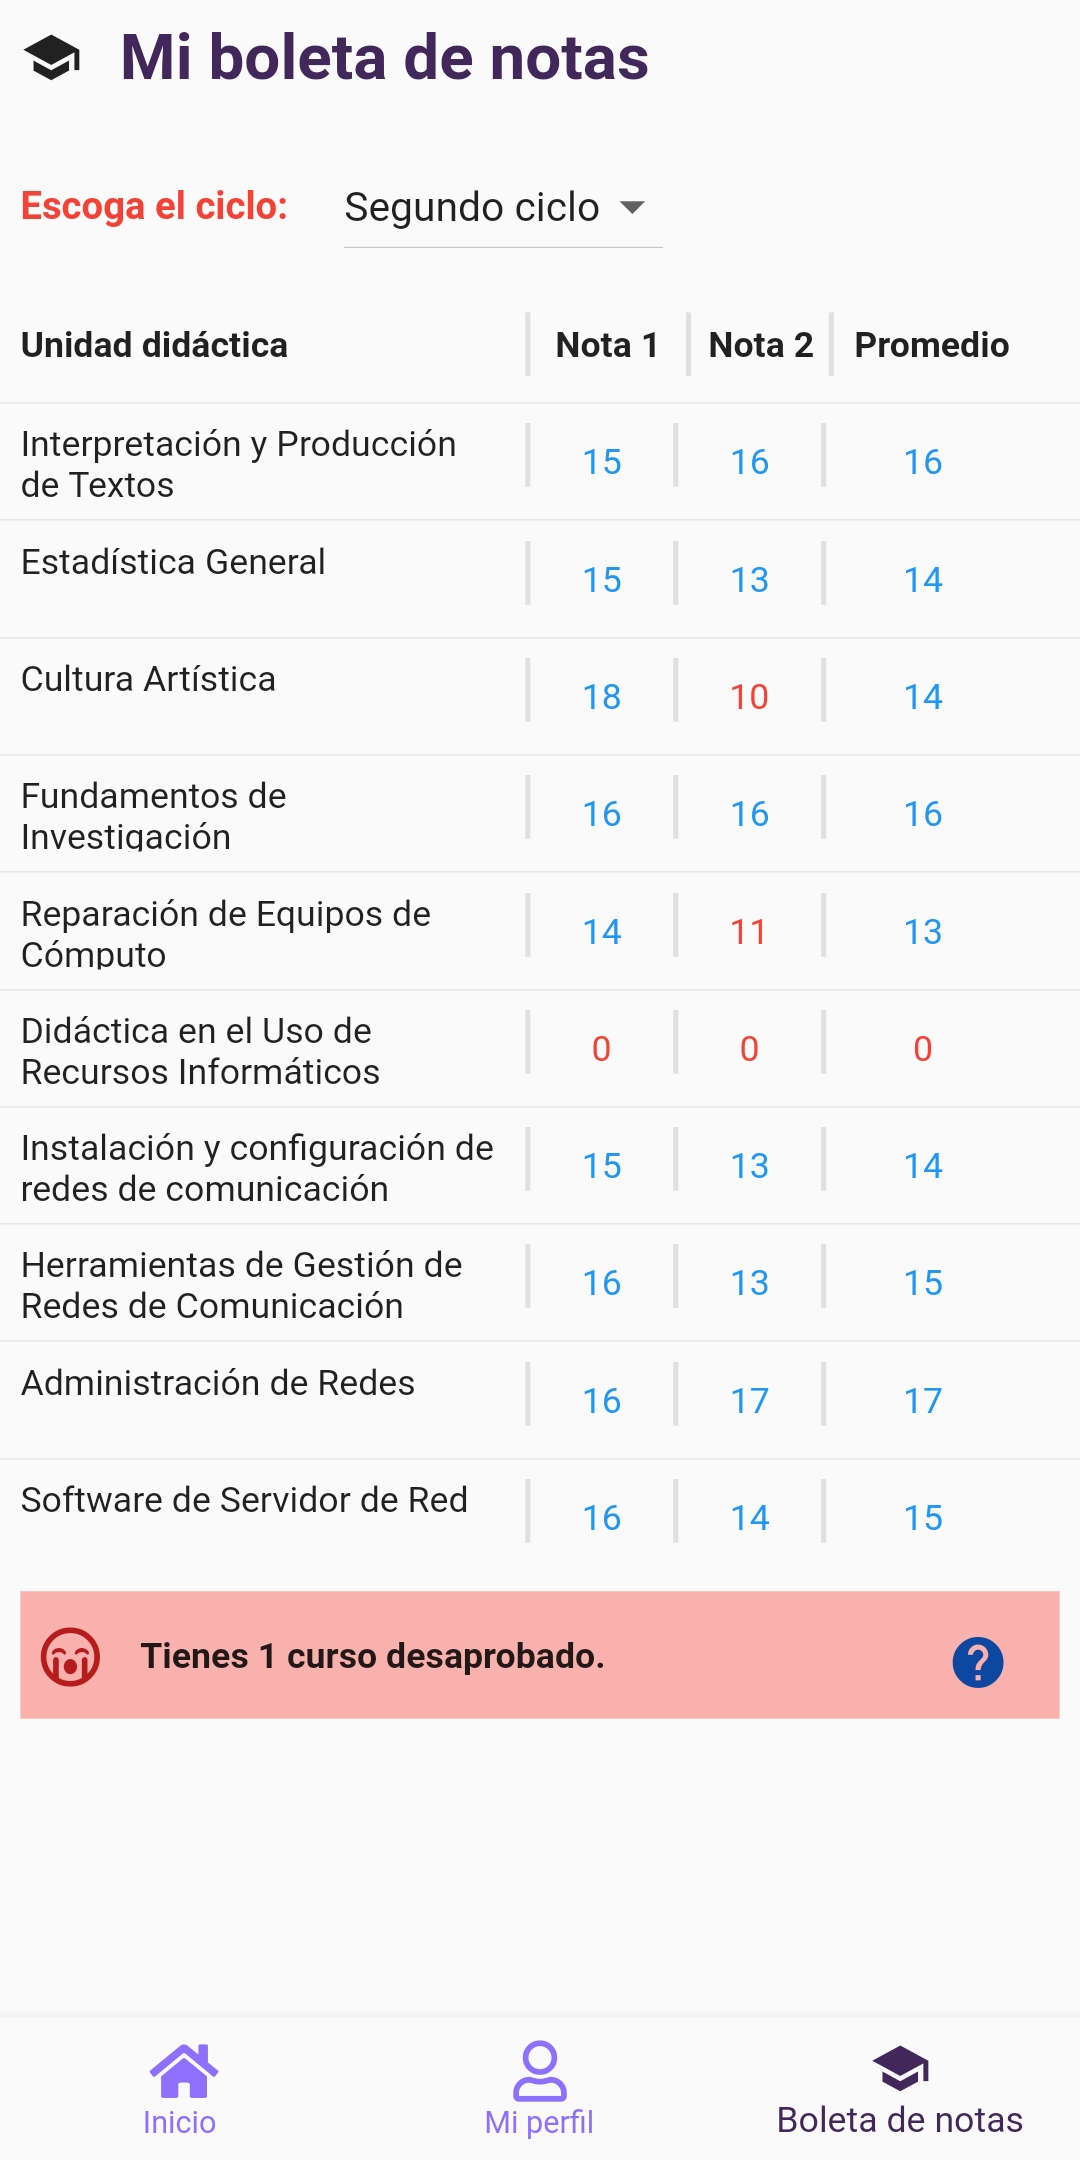 Mi boleta de notas
Escoga el ciclo: Segundo ciclo
Unidad didáctica Nota 1 Nota 2 Promedio
Interpretación y Producción
de Textos 15 16 16
Estadística General 15 13 14
Cultura Artística 18 10 14
Fundamentos de
Investigación 16 16 16
Reparación de Equipos de
Cómputo 14 11 13
Didáctica en el Uso de
Recursos Informáticos 0 0 0
Instalación y configuración de
redes de comunicación 15 13 14
Herramientas de Gestión de
Redes de Comunicación 16 13 15
Administración de Redes 16 17 17
Software de Servidor de Red 16 14 15
Tienes 1 curso desaprobado. ?
Inicio Mi perfil Boleta de notas